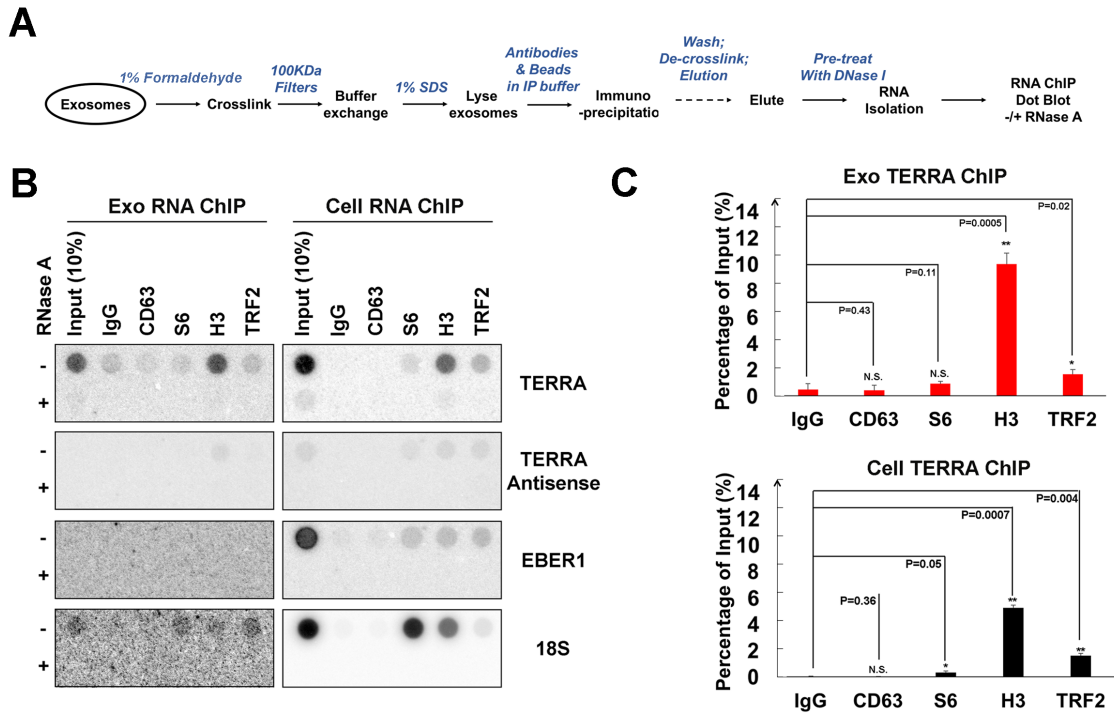 A
1% Formaldehyde
100KDa
Filters
1% SDS
Antibodies
& Beads
in IP buffer
Wash;
De-crosslink;
Elution
Pre-treat
With DNase I
Exosomes
Crosslink
Buffer
exchange
Lyse
exosomes
Immuno
-precipitatio
Elute
RNA
Isolation
RNA ChIP
Dot Blot
-/+ RNase A
B
Exo RNA ChIP
Cell RNA ChIP
RNase A
Input (10%)
IgG
CD63
S6
H3
TRF2
Input (10%)
IgG
CD63
S6
H3
TRF2
-
+
TERRA
-
+
TERRA
Antisense
-
+
EBER1
-
+
18S
C
Exo TERRA ChIP
Percentage of Input (%)
14
12
10
8
6
4
2
0
P=0.02
P=0.0005
P=0.11
P=0.43
N.S.
N.S.
**
*
IgG
CD63
S6
H3
TRF2
Cell TERRA ChIP
Percentage of Input (%)
14
12
10
8
6
4
2
0
P=0.004
P=0.0007
P=0.05
P=0.36
N.S.
*
**
**
IgG
CD63
S6
H3
TRF2